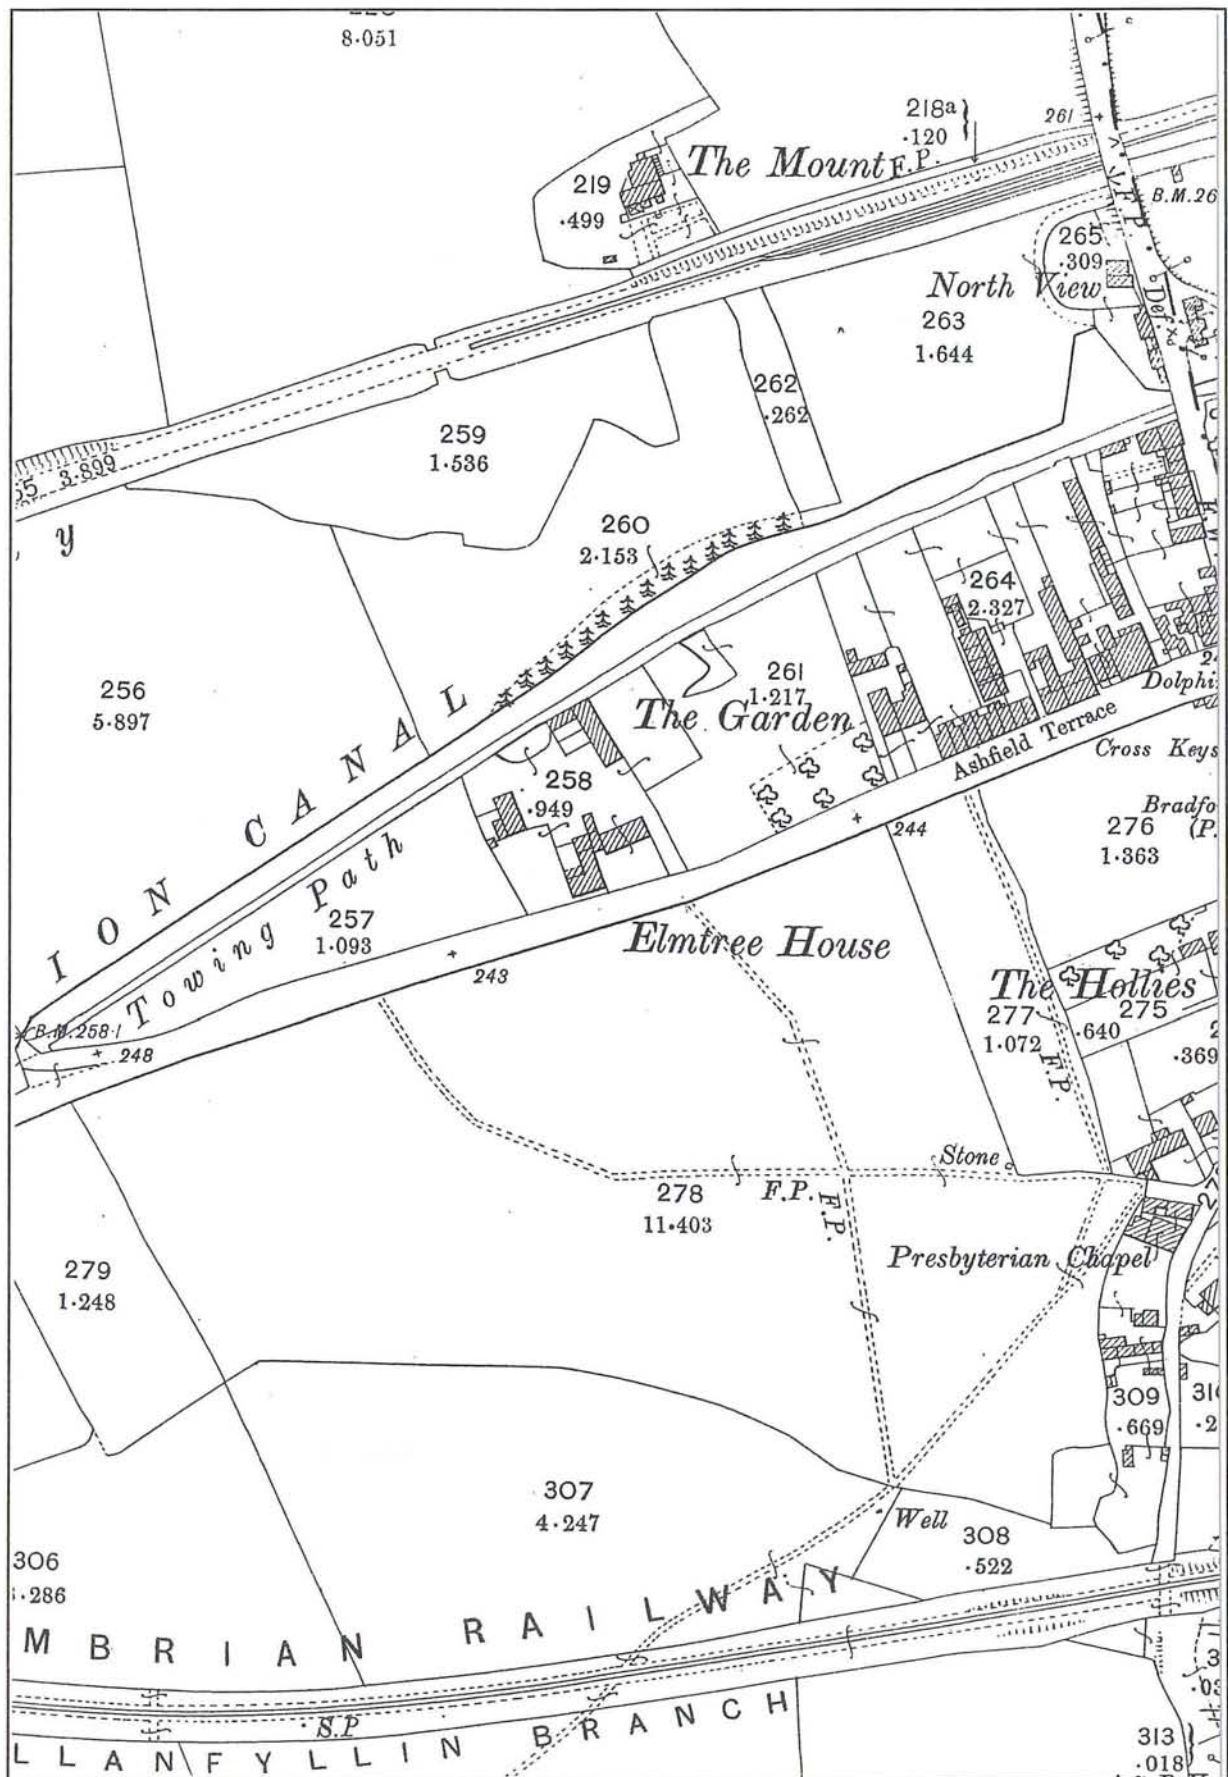 8·051
218a
·120
261
The Mount
F.P.
219
·499
B.M.26
F.P.
265
·309
North View
263
1·644
262
·262
259
1·536
3·899
y
260
2·153
264
2·327
256
5·897
261
1·217
The Garden
Dolphi
Ashfield Terrace
Cross Keys
258
·949
244
Bradfo
(P.
276
1·363
ION CANAL
Towing Path
257
1·093
243
Elmtree House
The Hollies
277
1·072
·640
275
·369
F.P.
B.M.258·1
248
Stone
278
11·403
F.P.
F.P.
Presbyterian Chapel
279
1·248
309
·669
31
·2
307
4·247
Well
308
·522
306
·286
MBRIAN RAILWAY
S.P
LLANFYLLIN BRANCH
313
·018